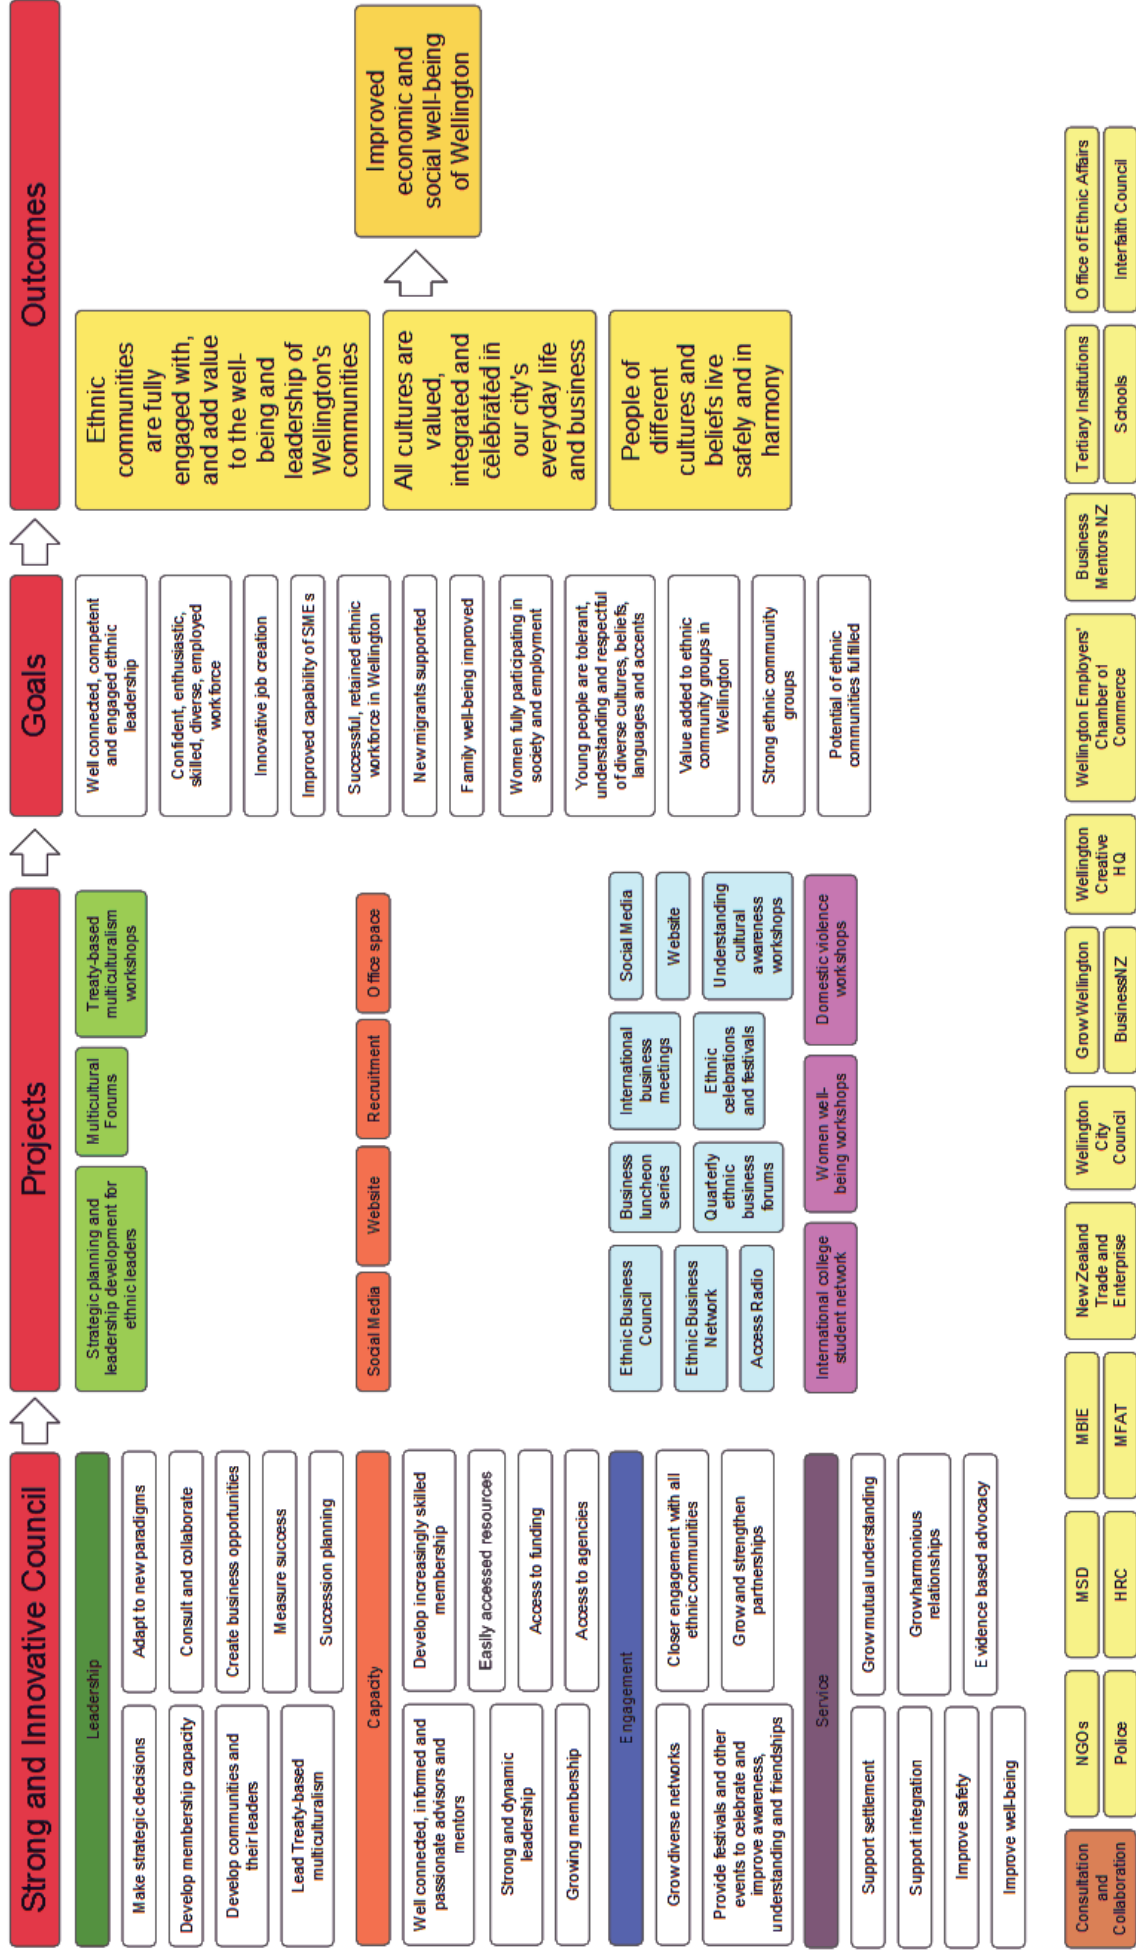 Strong and Innovative Council
Projects
Goals
Outcomes
Leadership
Make strategic decisions
Develop membership capacity
Develop communities and
their leaders
Lead Treaty-based
multiculturalism
Adapt to new paradigms
Consult and collaborate
Create business opportunities
Measure success
Succession planning
Capacity
Well connected, informed and
passionate advisors and
mentors
Strong and dynamic
leadership
Growing membership
Develop increasingly skilled
membership
Easily accessed resources
Access to funding
Access to agencies
Engagement
Grow diverse networks
Provide festivals and other
events to celebrate and
improve awareness,
understanding and friendships
Closer engagement with all
ethnic communities
Grow and strengthen
partnerships
Service
Support settlement
Support integration
Improve safety
Improve well-being
Grow mutual understanding
Grow harmonious
relationships
Evidence based advocacy
Strategic planning and
leadership development for
ethnic leaders
Multicultural
Forums
Treaty-based
multiculturalism
workshops
Social Media
Website
Recruitment
Office space
Ethnic Business
Council
Ethnic Business
Network
Access Radio
Business
luncheon
series
Quarterly
ethnic
business
forums
International
business
meetings
Ethnic
celebrations
and festivals
Social Media
Website
Understanding
cultural
awareness
workshops
International college
student network
Women well-
being workshops
Domestic violence
workshops
Well connected, competent
and engaged ethnic
leadership
Confident, enthusiastic,
skilled, diverse, employed
work force
Innovative job creation
Improved capability of SMEs
Successful, retained ethnic
workforce in Wellington
New migrants supported
Family well-being improved
Women fully participating in
society and employment
Young people are tolerant,
understanding and respectful
of diverse cultures, beliefs,
languages and accents
Value added to ethnic
community groups in
Wellington
Strong ethnic community
groups
Potential of ethnic
communities fulfilled
Ethnic
communities
are fully
engaged with,
and add value
to the well-
being and
leadership of
Wellington's
communities
All cultures are
valued,
integrated and
celebrated in
our city's
everyday life
and business
People of
different
cultures and
beliefs live
safely and in
harmony
Improved
economic and
social well-being
of Wellington
Consultation
and
Collaboration
NGOs
Police
MSD
HRC
MBIE
MFAT
New Zealand
Trade and
Enterprise
Wellington
City
Council
Grow Wellington
BusinessNZ
Wellington
Creative
HQ
Wellington Employers'
Chamber of
Commerce
Business
Mentors NZ
Tertiary Institutions
Schools
Office of Ethnic Affairs
Interfaith Council